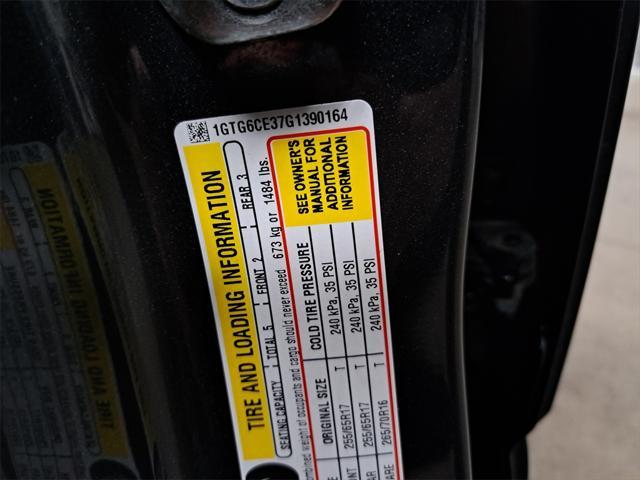 1GTG6CE37G1390164
TIRE AND LOADING INFORMATION
SEATING CAPACITY TOTAL 5 FRONT 2 REAR 3
weight of occupants and cargo should never exceed 673 kg or 1484 lbs.
ORIGINAL SIZE COLD TIRE PRESSURE
255/65R17 T 240 kPa, 35 PSI
255/65R17 T 240 kPa, 35 PSI
265/70R16 T 240 kPa, 35 PSI
SEE OWNER'S
MANUAL FOR
ADDITIONAL
INFORMATION